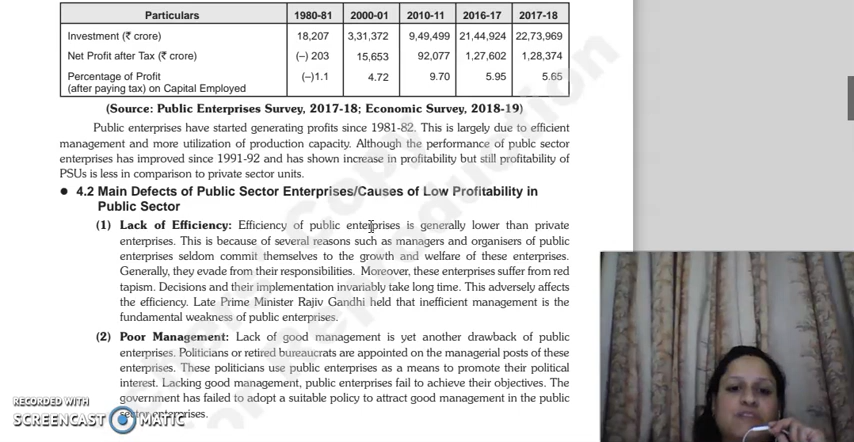 Particulars 1980-81 2000-01 2010-11 2016-17 2017-18
Investment (₹ crore) 18,207 3,31,372 9,49,499 21,44,924 22,73,969
Net Profit after Tax (₹ crore) (–) 203 15,653 92,077 1,27,602 1,28,374
Percentage of Profit (–)1.1 4.72 9.70 5.95 5.65
(after paying tax) on Capital Employed
(Source: Public Enterprises Survey, 2017-18; Economic Survey, 2018-19)
Public enterprises have started generating profits since 1981-82. This is largely due to efficient
management and more utilization of production capacity. Although the performance of pubic sector
enterprises has improved since 1991-92 and has shown increase in profitability but still profitability of
PSUs is less in comparison to private sector units.
● 4.2 Main Defects of Public Sector Enterprises/Causes of Low Profitability in
Public Sector
(1) Lack of Efficiency: Efficiency of public enterprises is generally lower than private
enterprises. This is because of several reasons such as managers and organisers of public
enterprises seldom commit themselves to the growth and welfare of these enterprises.
Generally, they evade from their responsibilities. Moreover, these enterprises suffer from red
tapism. Decisions and their implementation invariably take long time. This adversely affects
the efficiency. Late Prime Minister Rajiv Gandhi held that inefficient management is the
fundamental weakness of public enterprises.
(2) Poor Management: Lack of good management is yet another drawback of public
enterprises. Politicians or retired bureaucrats are appointed on the managerial posts of these
enterprises. These politicians use public enterprises as a means to promote their political
interest. Lacking good management, public enterprises fail to achieve their objectives. The
government has failed to adopt a suitable policy to attract good management in the public
sector enterprises.
RECORDED WITH
SCREENCAST MATIC